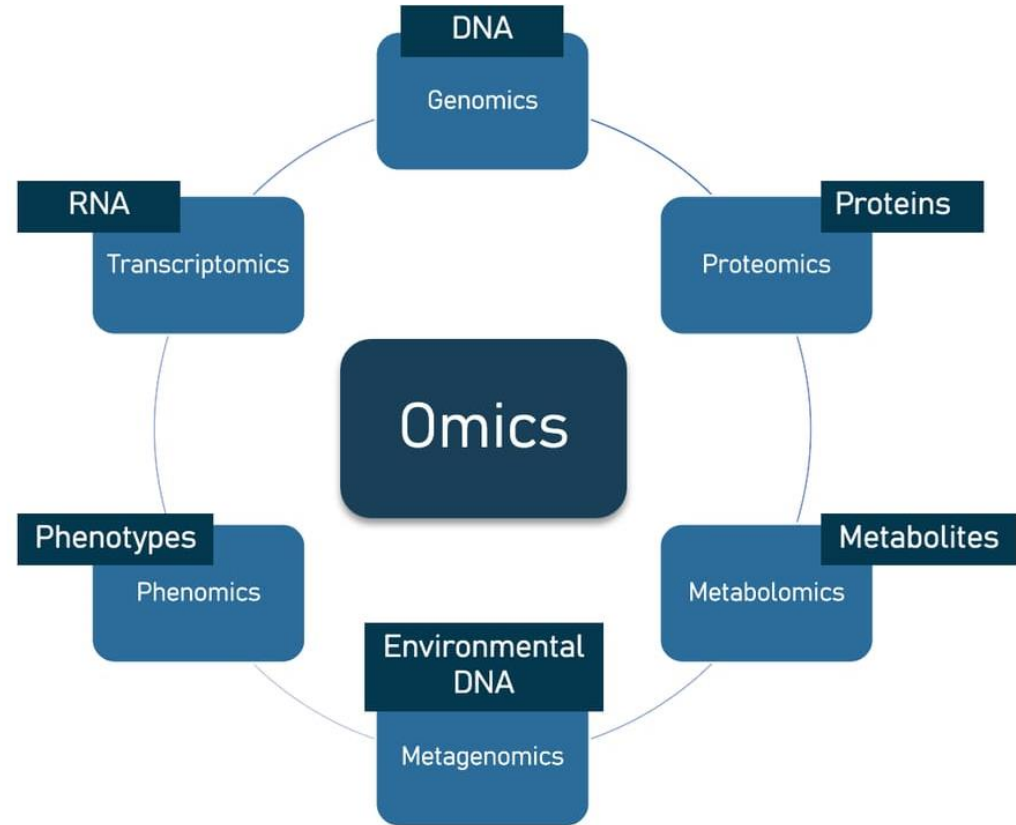 DNA
Genomics
RNA
Transcriptomics
Proteins
Proteomics
Omics
Phenotypes
Phenomics
Metabolites
Metabolomics
Environmental
DNA
Metagenomics